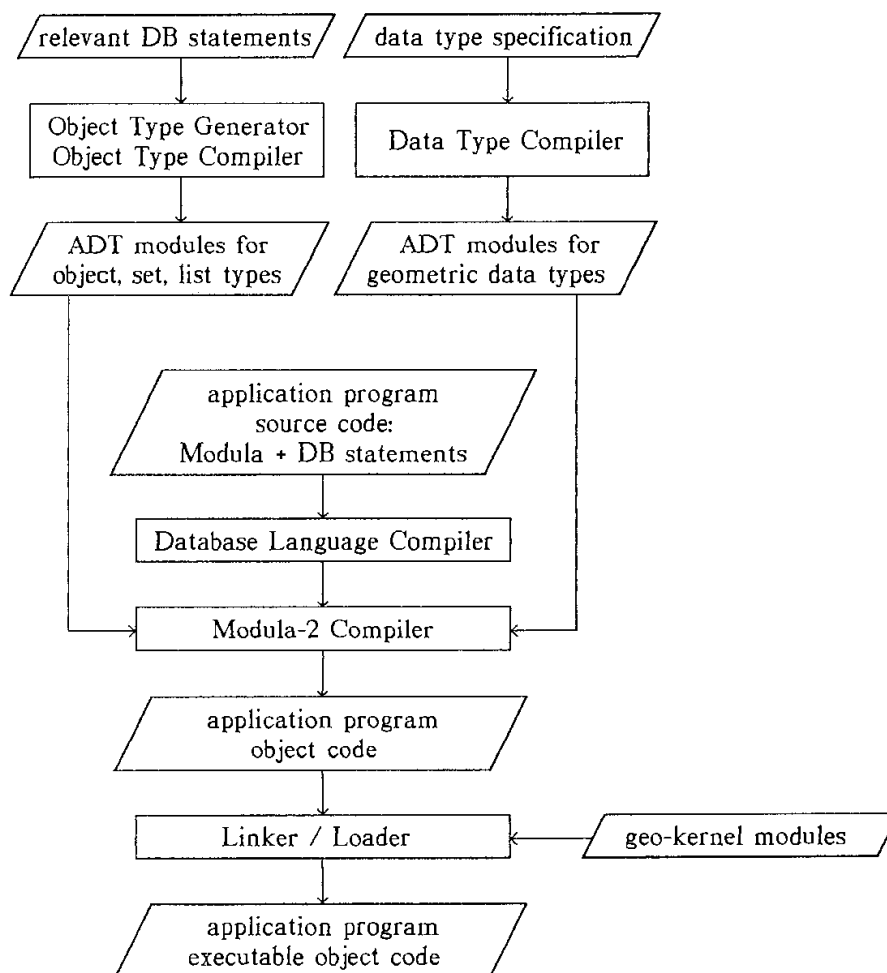 relevant DB statements
data type specification
Object Type Generator
Object Type Compiler
Data Type Compiler
ADT modules for
object, set, list types
ADT modules for
geometric data types
application program
source code:
Modula + DB statements
Database Language Compiler
Modula-2 Compiler
application program
object code
Linker / Loader
geo-kernel modules
application program
executable object code